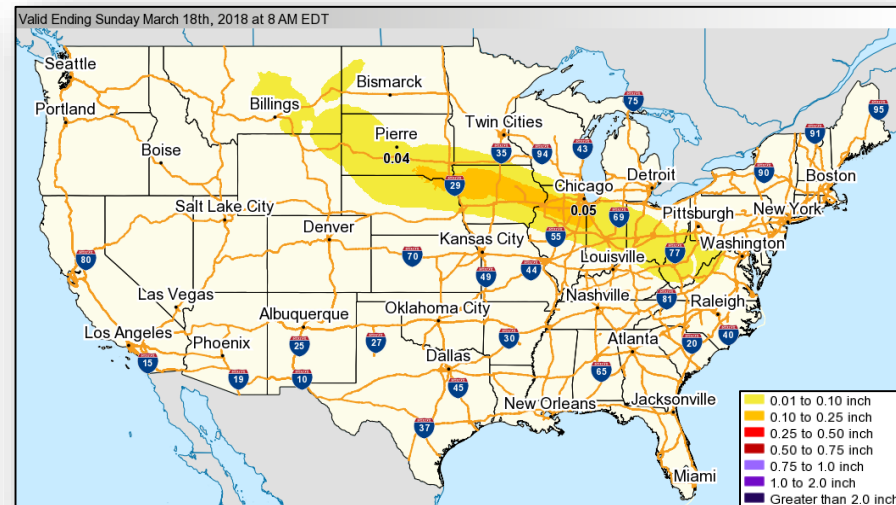 Valid Ending Sunday March 18th, 2018 at 8 AM EDT
Seattle
Portland
Billings
Bismarck
Pierre
0.04
Twin Cities
75
95
91
35
94
43
Boise
29
Chicago
0.05
Detroit
90
Boston
69
Pittsburgh
New York
Salt Lake City
Denver
80
70
Kansas City
55
77
Washington
Louisville
49
44
Las Vegas
Nashville
81
Raleigh
Los Angeles
Phoenix
Albuquerque
Oklahoma City
15
19
25
10
27
30
Atlanta
20
40
Dallas
45
65
37
New Orleans
Jacksonville
Miami
0.01 to 0.10 inch
0.10 to 0.25 inch
0.25 to 0.50 inch
0.50 to 0.75 inch
0.75 to 1.0 inch
1.0 to 2.0 inch
Greater than 2.0 inch